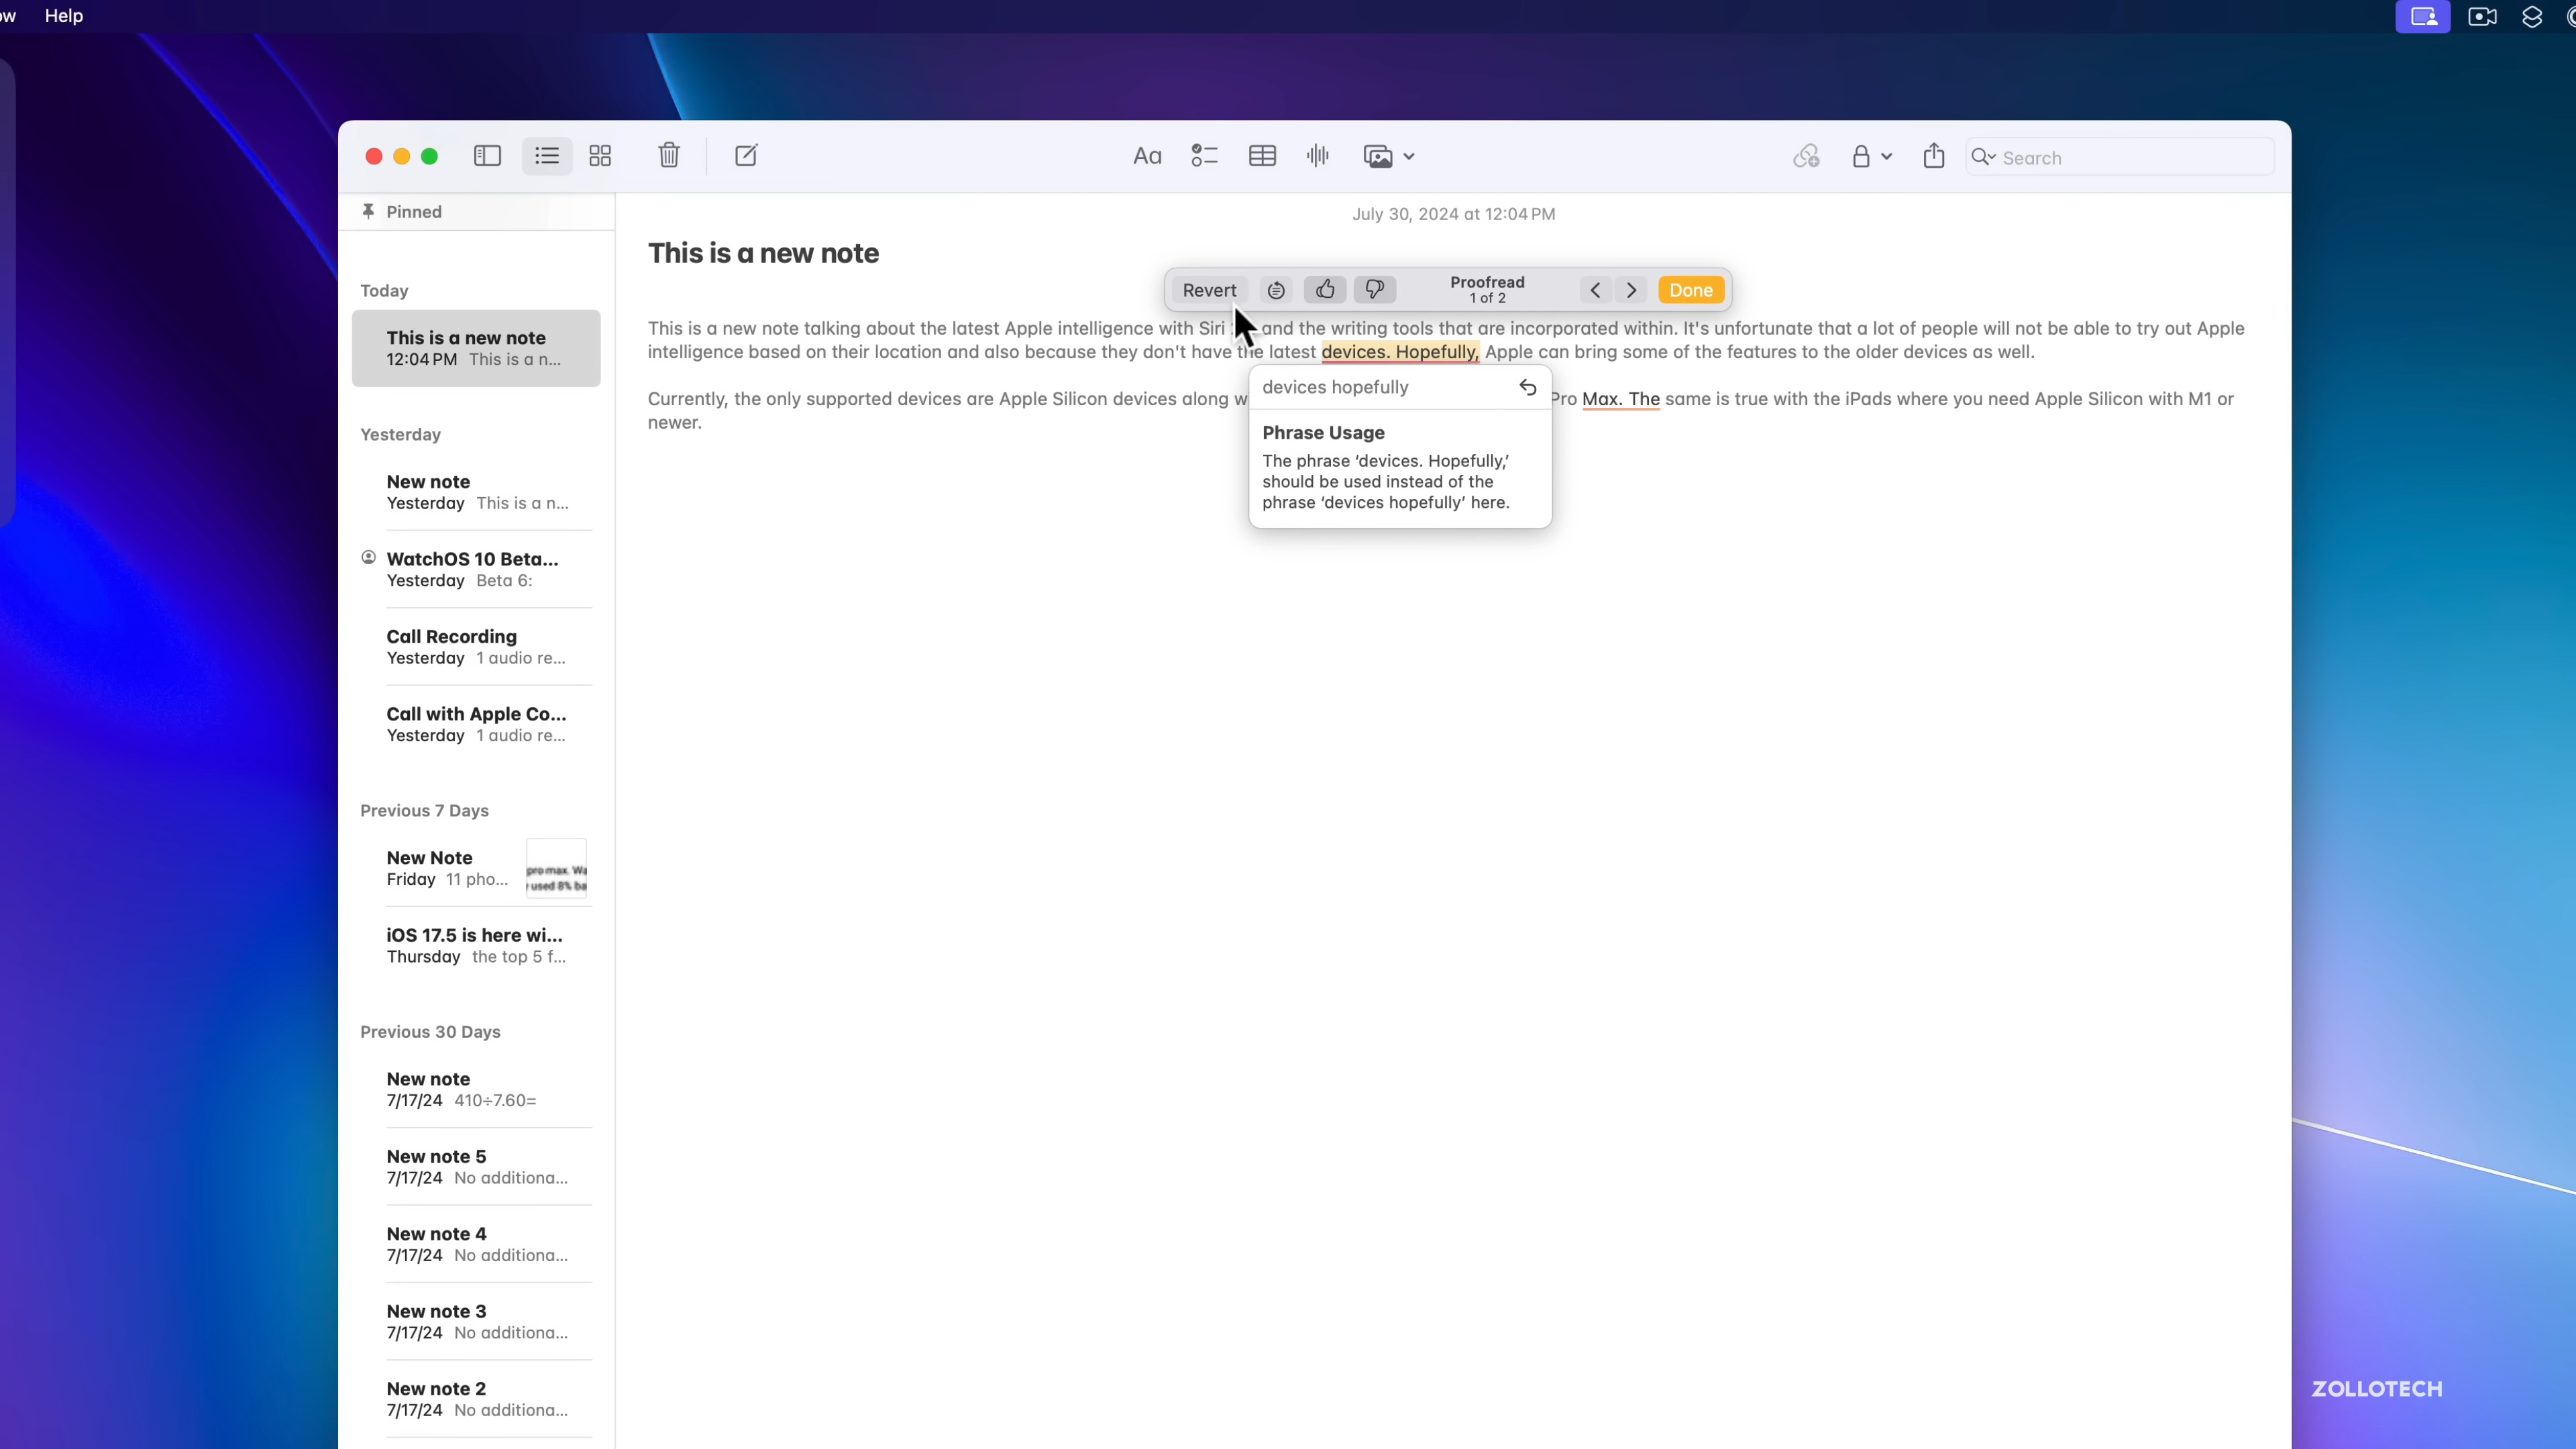 Help
Search
Pinned
July 30, 2024 at 12:04 PM
This is a new note
Revert
Proofread
1 of 2
Done
Today
This is a new note
12:04 PM This is a n...
This is a new note talking about the latest Apple intelligence with Siri and the writing tools that are incorporated within. It's unfortunate that a lot of people will not be able to try out Apple
intelligence based on their location and also because they don't have the latest devices. Hopefully, Apple can bring some of the features to the older devices as well.
Currently, the only supported devices are Apple Silicon devices along Pro Max. The same is true with the iPads where you need Apple Silicon with M1 or
newer.
devices hopefully
Phrase Usage
The phrase ‘devices. Hopefully,’
should be used instead of the
phrase ‘devices hopefully’ here.
Yesterday
New note
Yesterday This is a n...
WatchOS 10 Beta...
Yesterday Beta 6:
Call Recording
Yesterday 1 audio re...
Call with Apple Co...
Yesterday 1 audio re...
Previous 7 Days
New Note
Friday 11 pho...
pro max.
used 8%
iOS 17.5 is here wi...
Thursday the top 5 f...
Previous 30 Days
New note
7/17/24 410÷7.60=
New note 5
7/17/24 No additiona...
New note 4
7/17/24 No additiona...
New note 3
7/17/24 No additiona...
New note 2
7/17/24 No additiona...
ZOLLOTECH